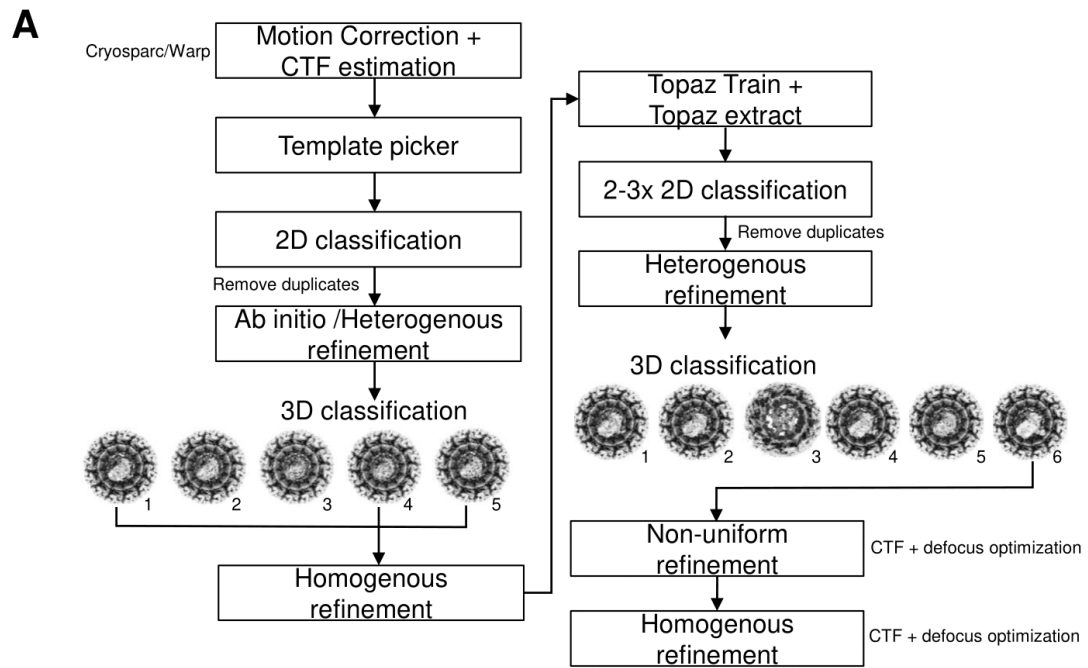 A
Cryosparc/Warp
Motion Correction +
CTF estimation
Template picker
2D classification
Remove duplicates
Ab initio /Heterogenous
refinement
3D classification
1
2
3
4
5
Homogenous
refinement
Topaz Train +
Topaz extract
2-3x 2D classification
Remove duplicates
Heterogenous
refinement
3D classification
1
2
3
4
5
6
Non-uniform
refinement
CTF + defocus optimization
Homogenous
refinement
CTF + defocus optimization